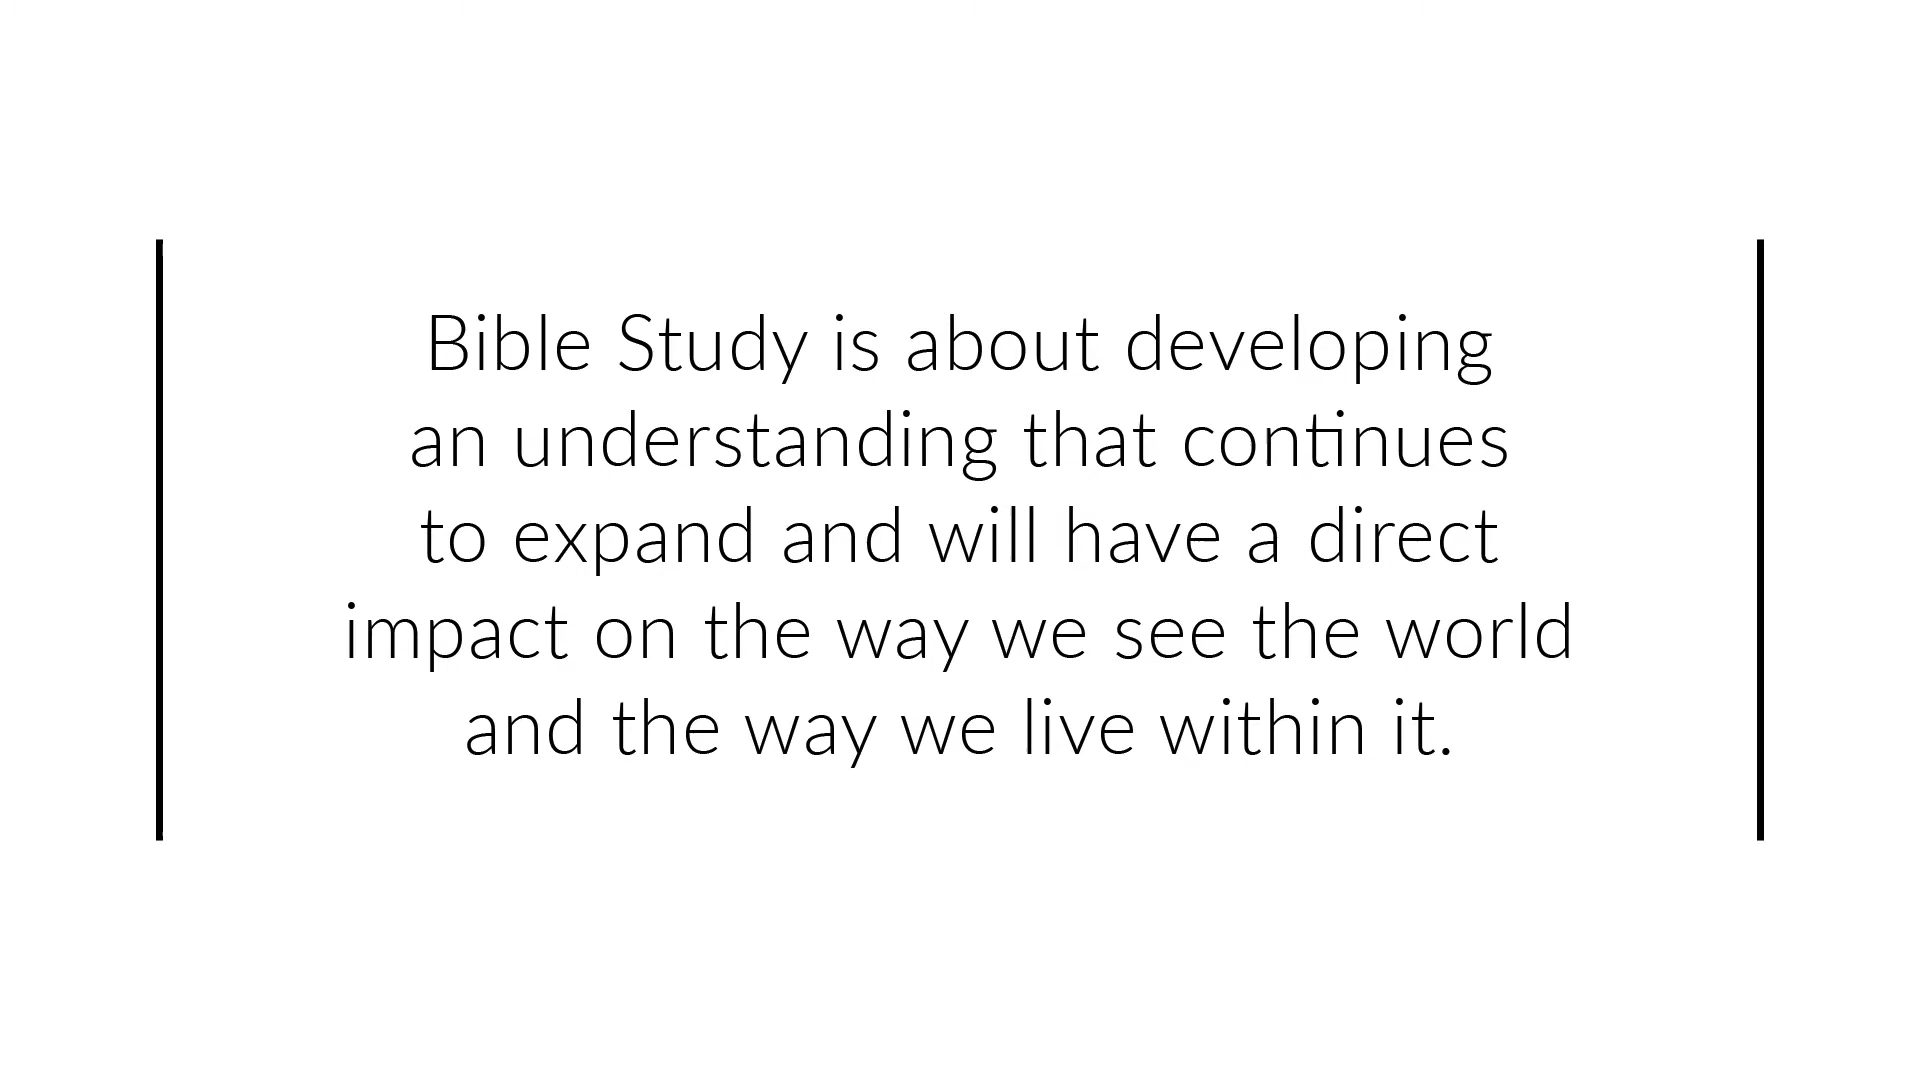 Bible Study is about developing
an understanding that continues
to expand and will have a direct
impact on the way we see the world
and the way we live within it.